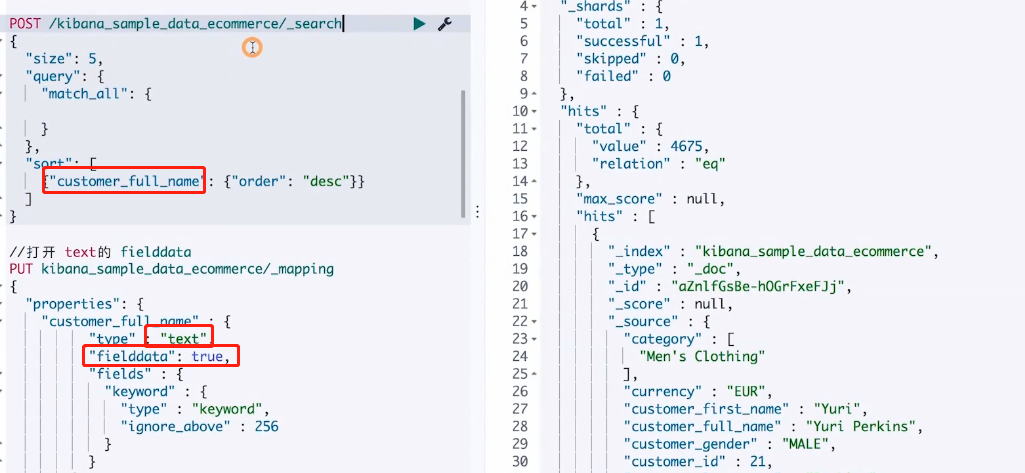 POST /kibana_sample_data_ecommerce/_search
{
"size": 5,
"query": {
"match_all": {
}
},
"sort": [
{"customer_full_name": {"order": "desc"}}
]
}
//打开 text的 fielddata
PUT kibana_sample_data_ecommerce/_mapping
{
"properties": {
"customer_full_name" : {
"type" : "text",
"fielddata": true,
"fields" : {
"keyword" : {
"type" : "keyword",
"ignore_above" : 256
}
}
4 "_shards" : {
5 "total" : 1,
6 "successful" : 1,
7 "skipped" : 0,
8 "failed" : 0
9 },
10 "hits" : {
11 "total" : {
12 "value" : 4675,
13 "relation" : "eq"
14 },
15 "max_score" : null,
16 "hits" : [
17 {
18 "_index" : "kibana_sample_data_ecommerce",
19 "_type" : "_doc",
20 "_id" : "aZnlfGsBe-hOGrFxeFJj",
21 "_score" : null,
22 "_source" : {
23 "category" : [
24 "Men's Clothing"
25 ],
26 "currency" : "EUR",
27 "customer_first_name" : "Yuri",
28 "customer_full_name" : "Yuri Perkins",
29 "customer_gender" : "MALE",
30 "customer_id" : 21,